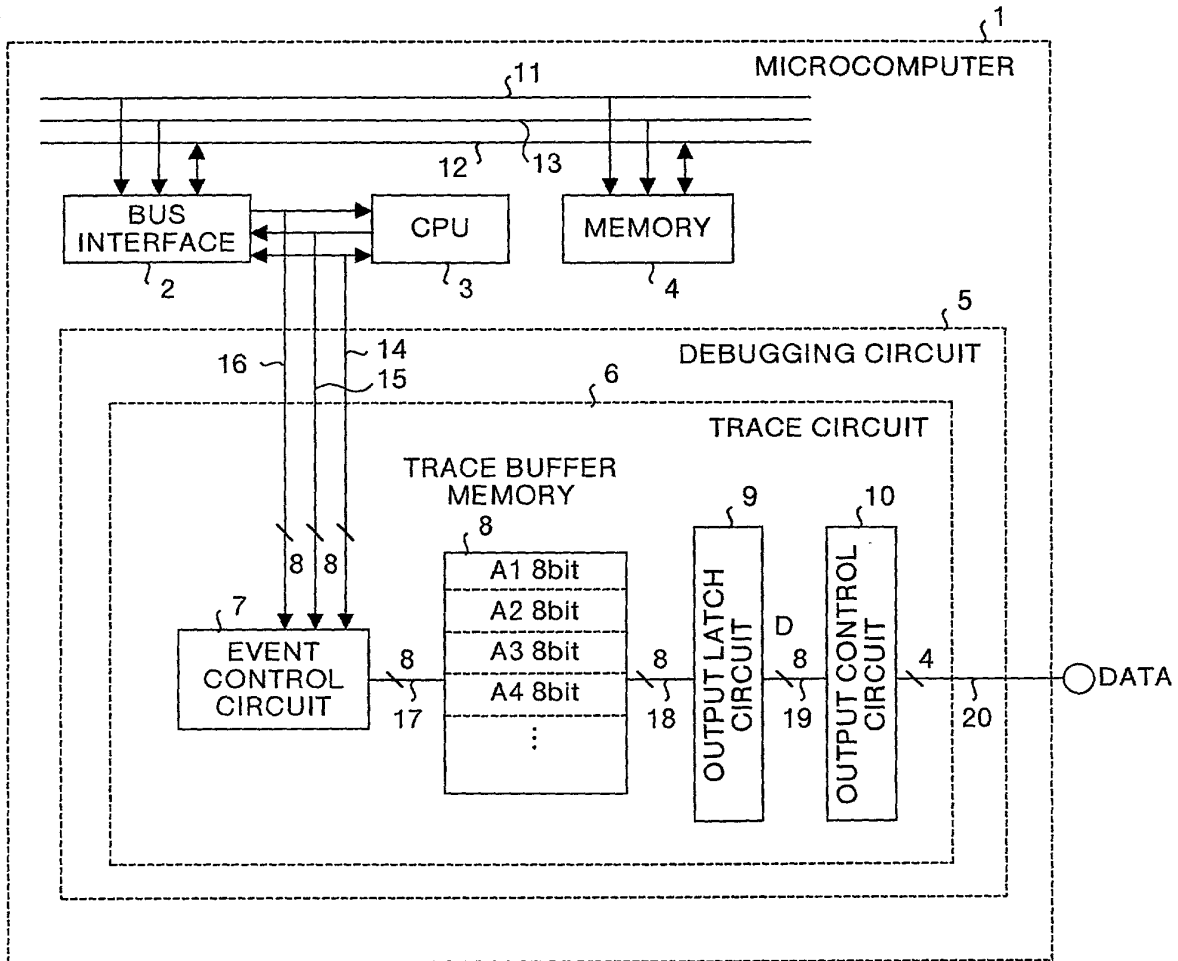 1
MICROCOMPUTER
11
13
12
BUS
INTERFACE
2
CPU
3
MEMORY
4
5
DEBUGGING CIRCUIT
16
15
14
6
TRACE CIRCUIT
TRACE BUFFER
MEMORY
8
8
8
A1 8bit
A2 8bit
A3 8bit
A4 8bit
⋮
7
EVENT
CONTROL
CIRCUIT
8
17
8
18
9
OUTPUT LATCH
CIRCUIT
D
8
19
10
OUTPUT CONTROL
CIRCUIT
4
20
DATA